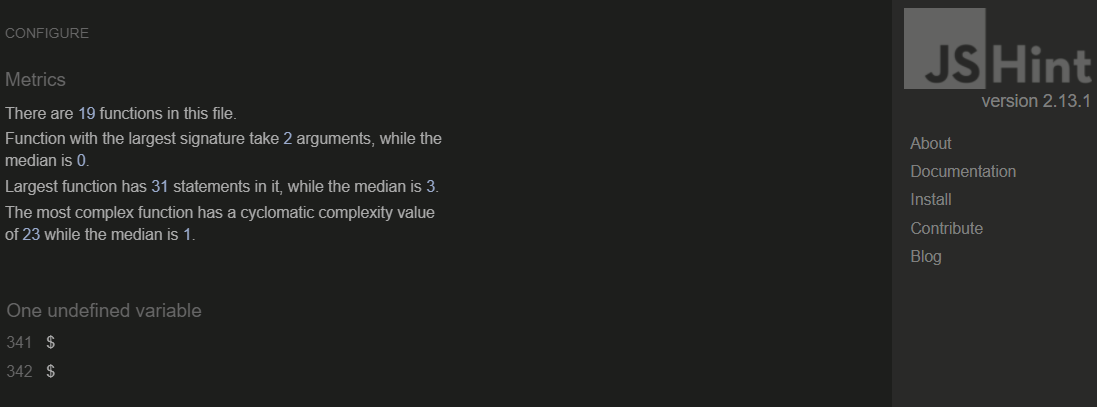 CONFIGURE
Metrics
There are 19 functions in this file.
Function with the largest signature take 2 arguments, while the
median is 0.
Largest function has 31 statements in it, while the median is 3.
The most complex function has a cyclomatic complexity value
of 23 while the median is 1.
One undefined variable
341 $
342 $
JSHint
version 2.13.1
About
Documentation
Install
Contribute
Blog